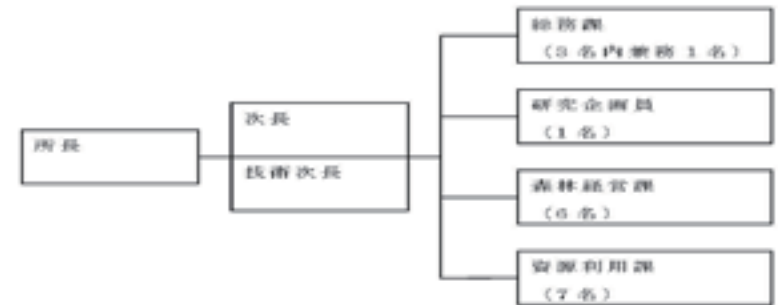 所長
次長
技術次長
総務課
（3名内兼務1名）
研究企画員
（1名）
森林経営課
（6名）
資源利用課
（7名）